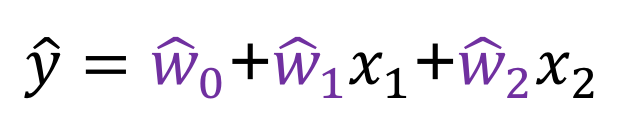 ŷ = ŵ₀+ŵ₁x₁+ŵ₂x₂